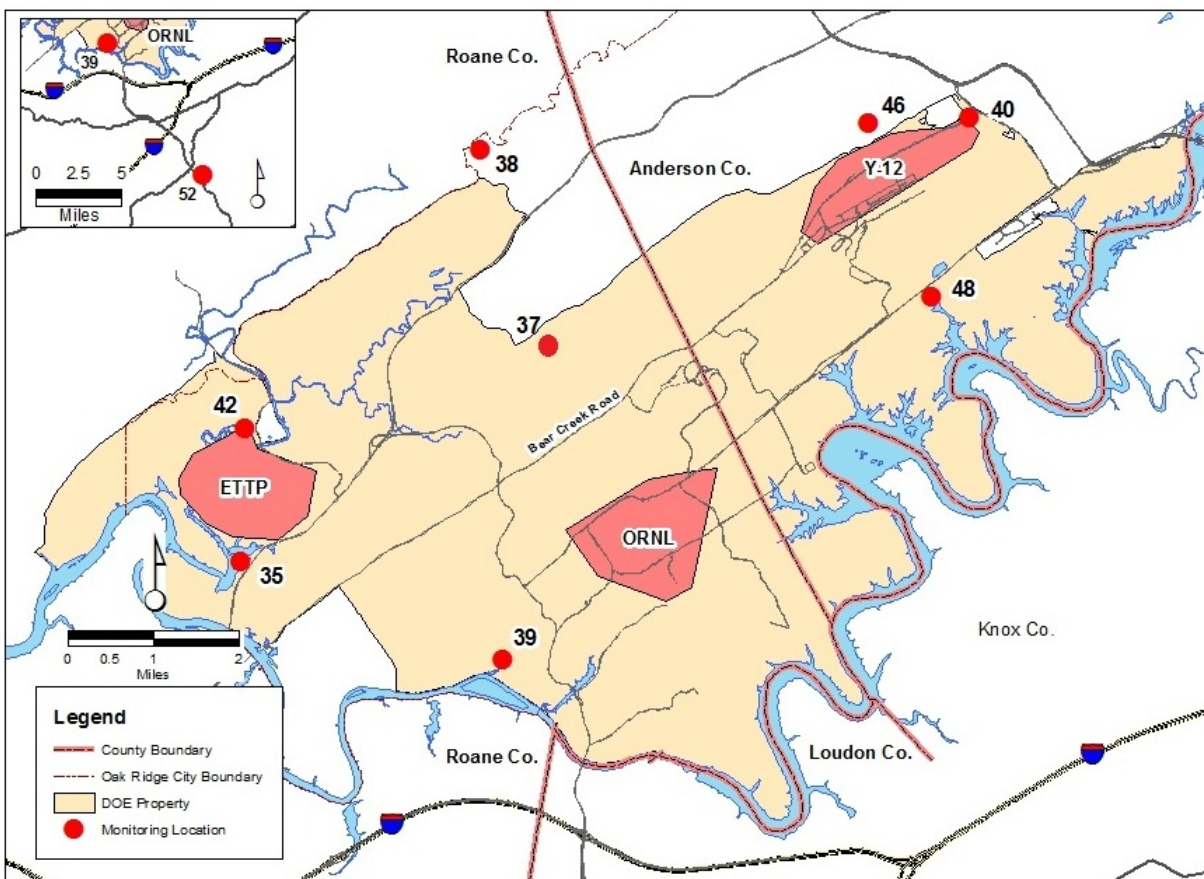 ORNL
39
0 2.5 5
Miles
52
Roane Co.
38
46
40
Anderson Co.
Y-12
48
37
Bear Creek Road
42
ETTP
ORNL
35
39
Knox Co.
0 0.5 1 2
Miles
Roane Co.
Loudon Co.
Legend
County Boundary
Oak Ridge City Boundary
DOE Property
Monitoring Location